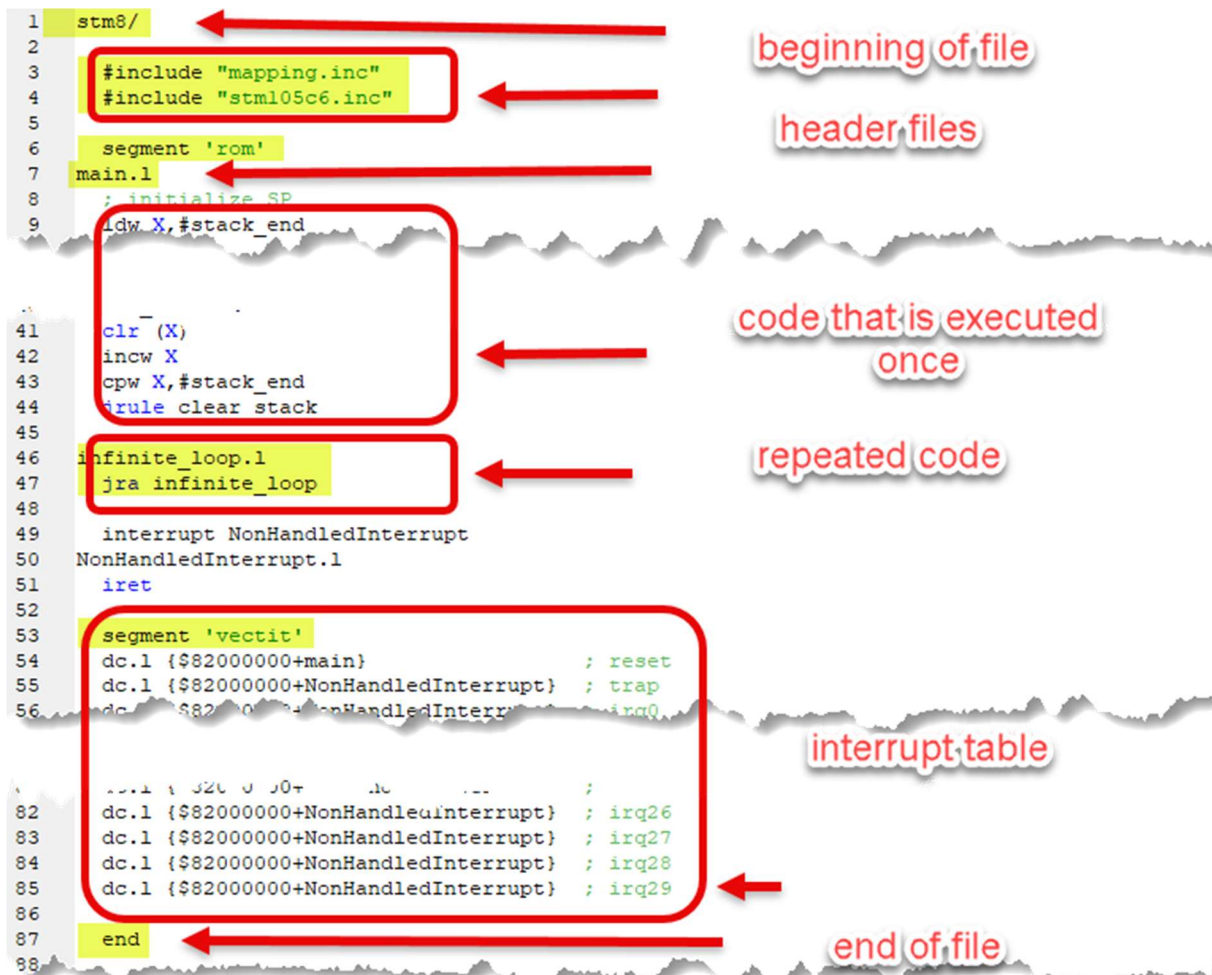 1 stm8/
beginning of file
2
3 #include "mapping.inc"
4 #include "stm105c6.inc"
header files
5
6 segment 'rom'
7 main.l
8 ; initialize SP
9 ldw X,#stack_end
41 clr (X)
code that is executed
once
42 incw X
43 cpw X,#stack_end
44 jrule clear stack
45
46 infinite_loop.l
repeated code
47 jra infinite_loop
48
49 interrupt NonHandledInterrupt
50 NonHandledInterrupt.l
51 iret
52
53 segment 'vectit'
54 dc.l {$82000000+main} ; reset
55 dc.l {$82000000+NonHandledInterrupt} ; trap
56 ; irq0
interrupt table
82 dc.l {$82000000+NonHandledInterrupt} ; irq26
83 dc.l {$82000000+NonHandledInterrupt} ; irq27
84 dc.l {$82000000+NonHandledInterrupt} ; irq28
85 dc.l {$82000000+NonHandledInterrupt} ; irq29
86
87 end
end of file
88